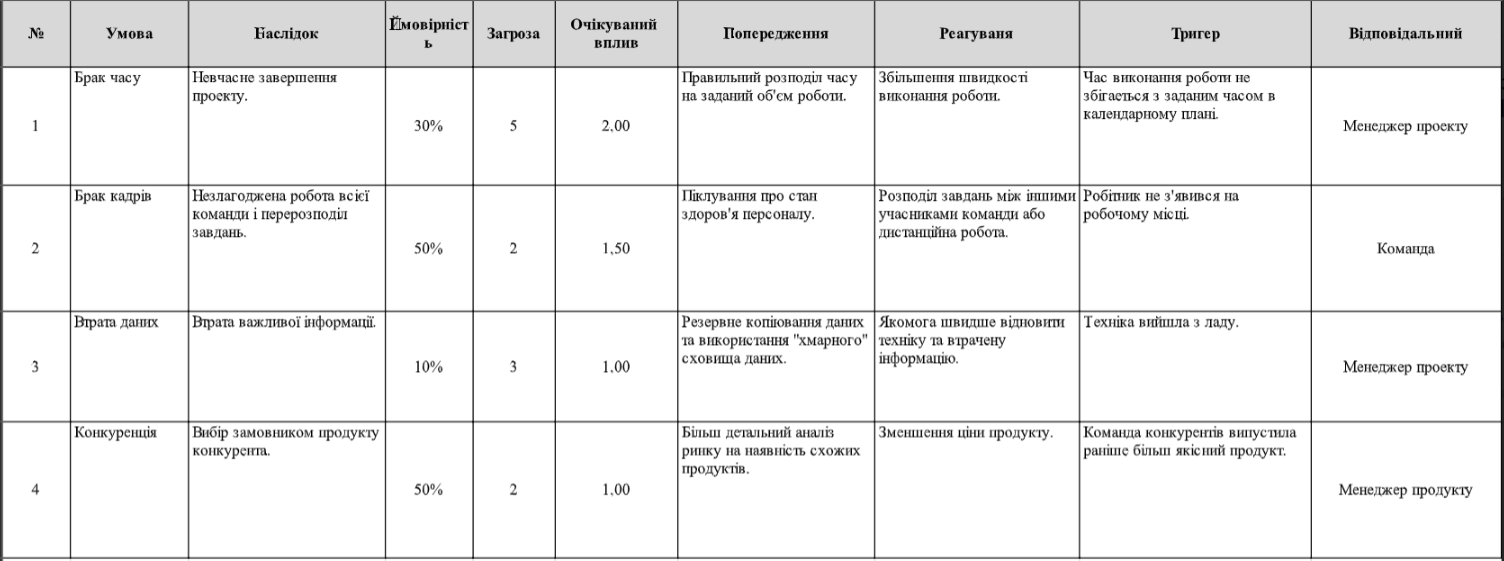 № Умова Наслідок Ймовірність Загроза Очікуваний вплив Попередження Реагуваня Тригер Відповідальний
1
Брак часу
Невчасне завершення
проекту.
30%
5
2,00
Правильний розподіл часу
на заданий об'єм роботи.
Збільшення швидкості
виконання роботи.
Час виконання роботи не
збігається з заданим часом в
календарному плані.
Менеджер проекту
2
Брак кадрів
Незлагоджена робота всієї
команди і перерозподіл
завдань.
50%
2
1,50
Піклування про стан
здоров'я персоналу.
Розподіл завдань між іншими
учасниками команди або
дистанційна робота.
Робітник не з'явився на
робочому місці.
Команда
3
Втрата даних
Втрата важливої інформації.
10%
3
1,00
Резервне копіювання даних
та використання "хмарного"
сховища даних.
Якомога швидше відновити
техніку та втрачену
інформацію.
Техніка вийшла з ладу.
Менеджер проекту
4
Конкуренція
Вибір замовником продукту
конкурента.
50%
2
1,00
Більш детальний аналіз
ринку на наявність схожих
продуктів.
Зменшення ціни продукту.
Команда конкурентів випустила
раніше більш якісний продукт.
Менеджер продукту